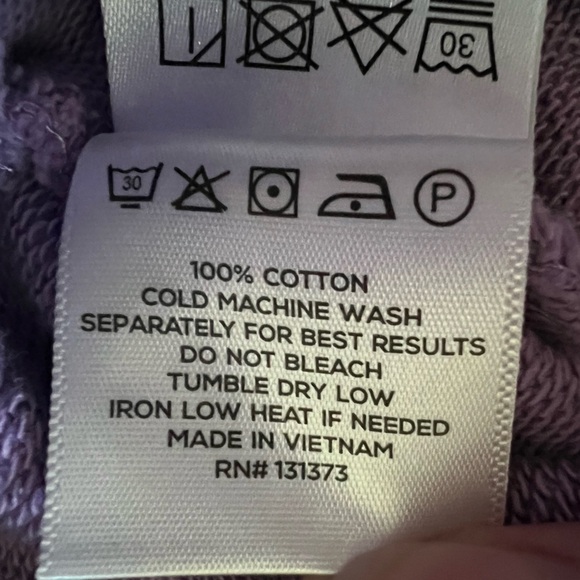 30
30
P
100% COTTON
COLD MACHINE WASH
SEPARATELY FOR BEST RESULTS
DO NOT BLEACH
TUMBLE DRY LOW
IRON LOW HEAT IF NEEDED
MADE IN VIETNAM
RN# 131373